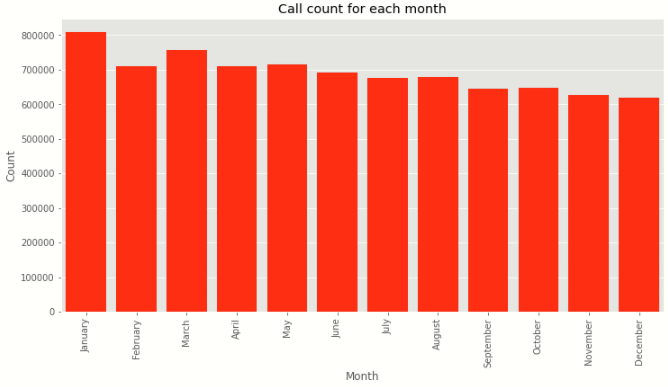 Call count for each month
Count
800000
700000
600000
500000
400000
300000
200000
100000
0
January
February
March
April
May
June
July
August
September
October
November
December
Month